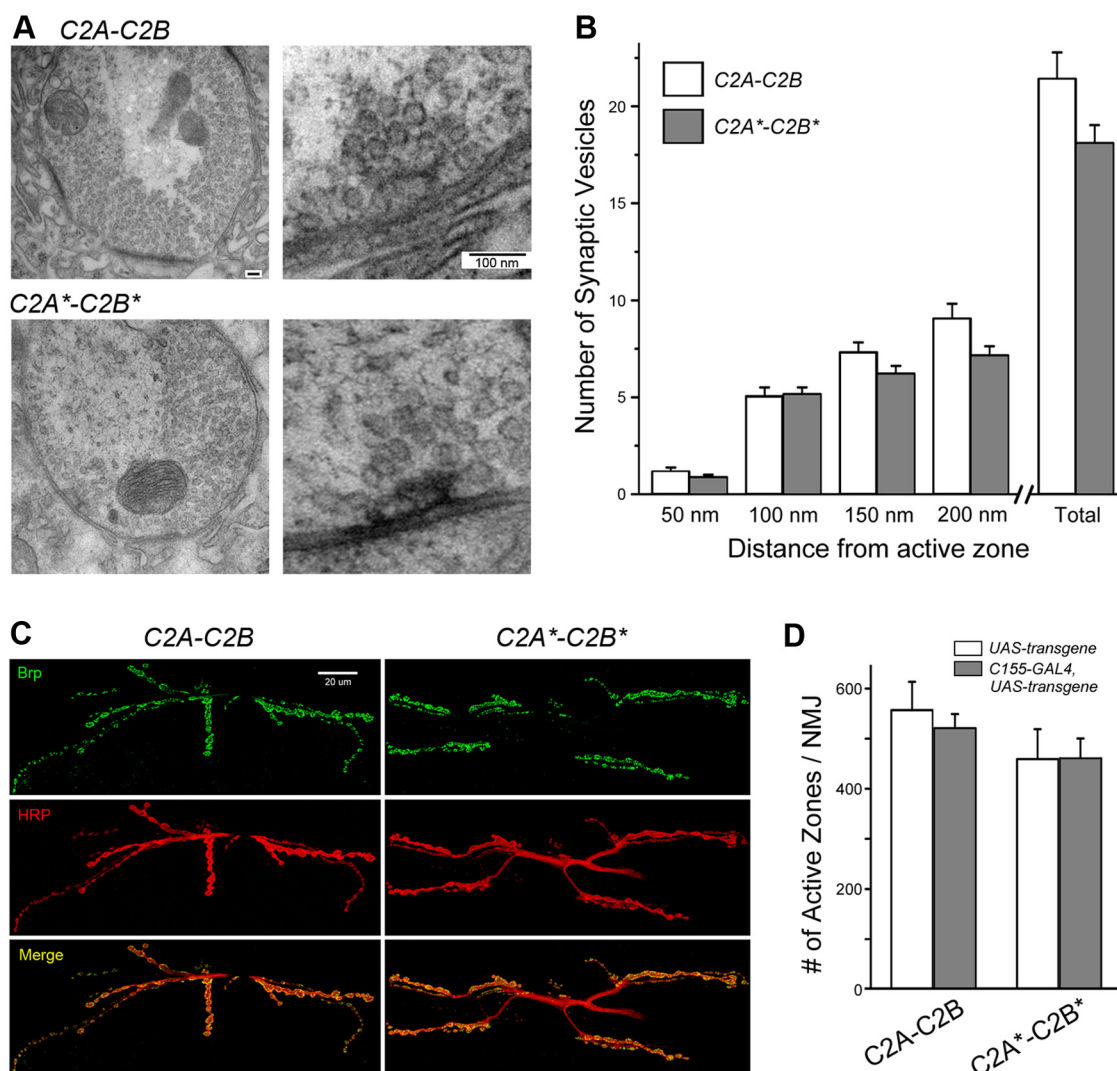 A
C2A-C2B
100 nm
C2A*-C2B*
B
C2A-C2B
C2A*-C2B*
Number of Synaptic Vesicles
20
15
10
5
0
50 nm 100 nm 150 nm 200 nm Total
Distance from active zone
C
C2A-C2B C2A*-C2B*
Brp
20 um
HRP
Merge
D
UAS-transgene
C155-GAL4,
UAS-transgene
# of Active Zones / NMJ
600
400
200
0
C2A-C2B
C2A*-C2B*